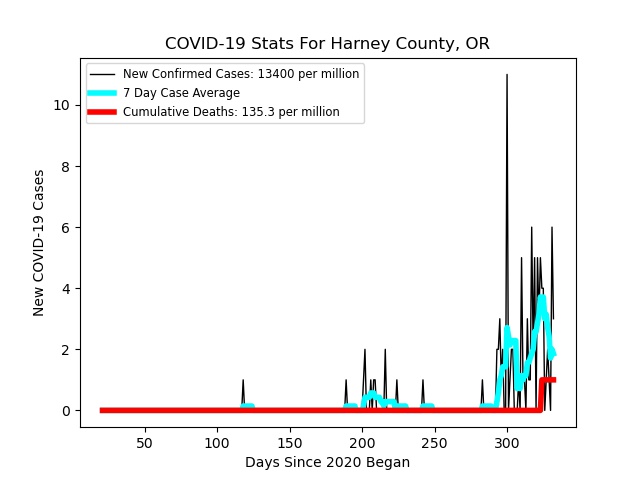 COVID-19 Stats For Harney County, OR
New Confirmed Cases: 13400 per million
7 Day Case Average
Cumulative Deaths: 135.3 per million
10
8
6
4
2
0
New COVID-19 Cases
50 100 150 200 250 300
Days Since 2020 Began